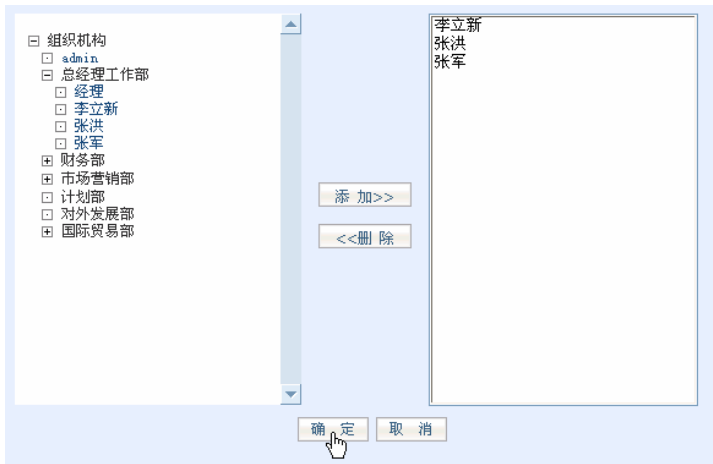 组织机构
admin
总经理工作部
经理
李立新
张洪
张军
财务部
市场营销部
计划部
对外发展部
国际贸易部
添 加>>
<<删 除
李立新
张洪
张军
确 定
取 消